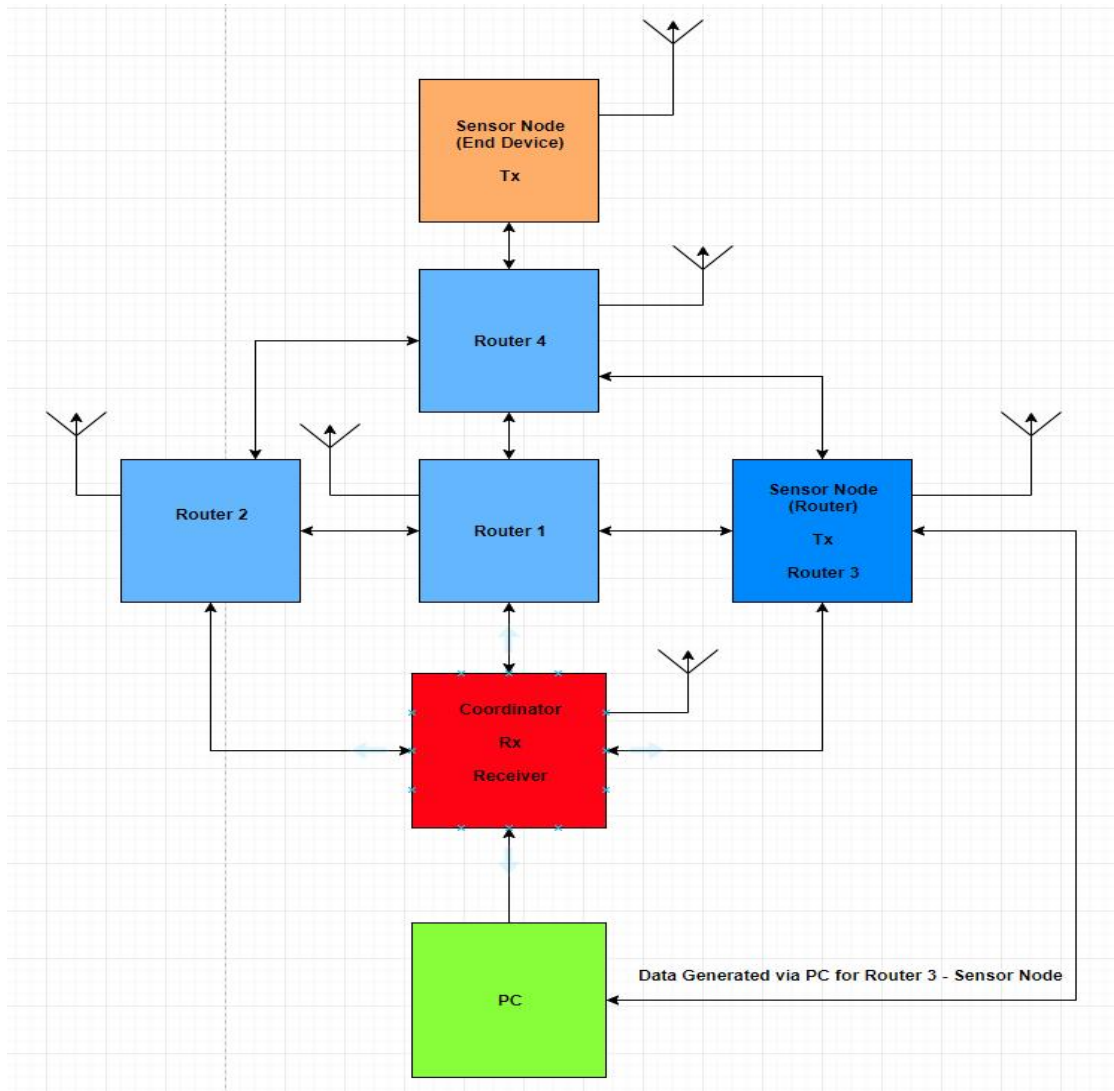 Sensor Node
(End Device)
Tx
Router 4
Router 2
Router 1
Sensor Node
(Router)
Tx
Router 3
Coordinator
Rx
Receiver
Data Generated via PC for Router 3 - Sensor Node
PC